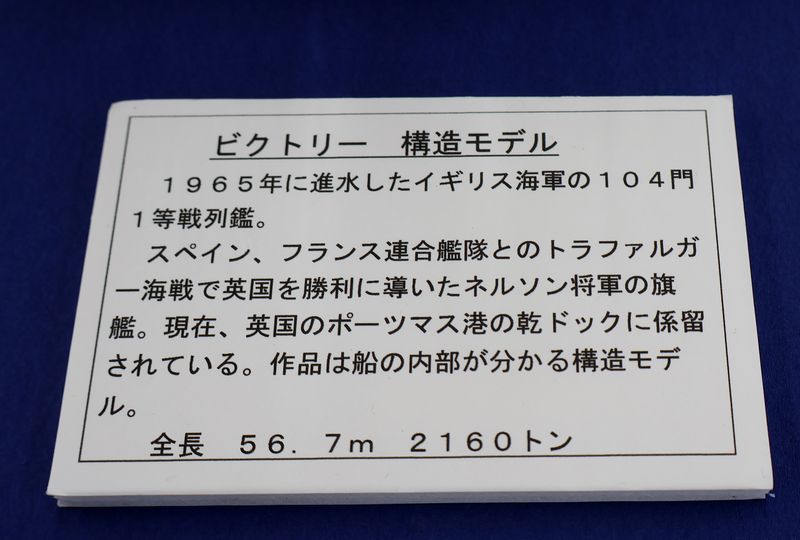 ビクトリー　構造モデル
１９６５年に進水したイギリス海軍の１０４門
１等戦列鑑。
スペイン、フランス連合艦隊とのトラファルガ
ー海戦で英国を勝利に導いたネルソン将軍の旗
艦。現在、英国のポーツマス港の乾ドックに係留
されている。作品は船の内部が分かる構造モデ
ル。
全長　５６．７ｍ　２１６０トン